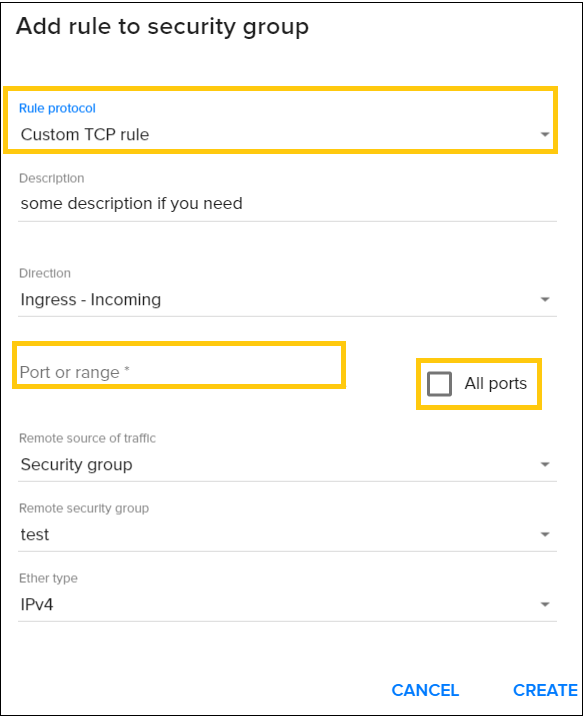 Add rule to security group
Rule protocol
Custom TCP rule
Description
some description if you need
Direction
Ingress - Incoming
Port or range *
All ports
Remote source of traffic
Security group
Remote security group
test
Ether type
IPv4
CANCEL
CREATE